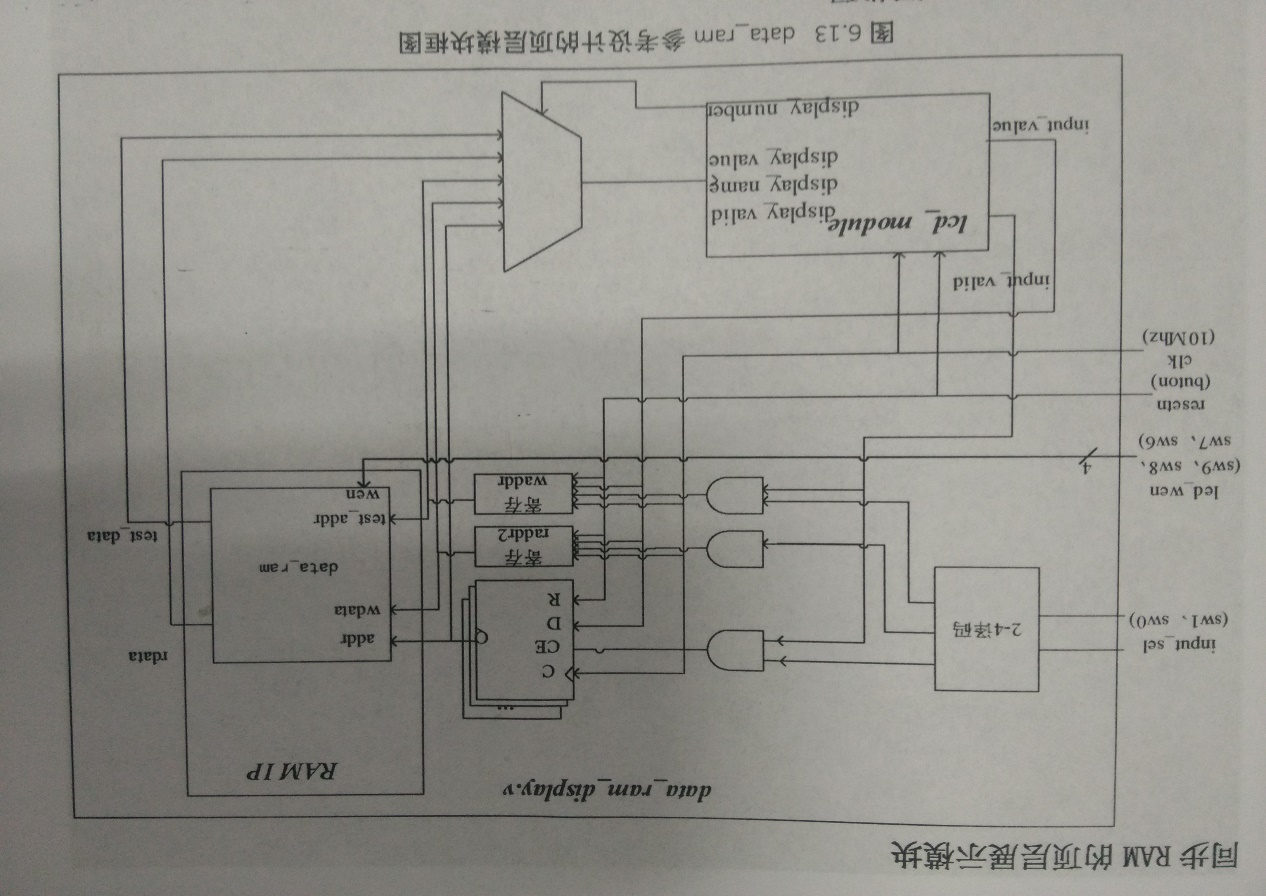 同步 RAM 的顶层展示模块
data_ram_display.v
RAM IP
input_sel
(sw1、sw0)
2-4译码
C
CE
D
R
...
addr
wdata
data_ram
test_addr
wen
rdata
test_data
寄存
raddr2
寄存
waddr
lcd_wen
(sw9、sw8、
sw7、sw6)
4
resetn
(buton)
clk
(10Mhz)
input_valid
lcd_module
display_valid
display_name
display_value
display_number
input_value
图 6.13 data_ram 参考设计的顶层模块框图